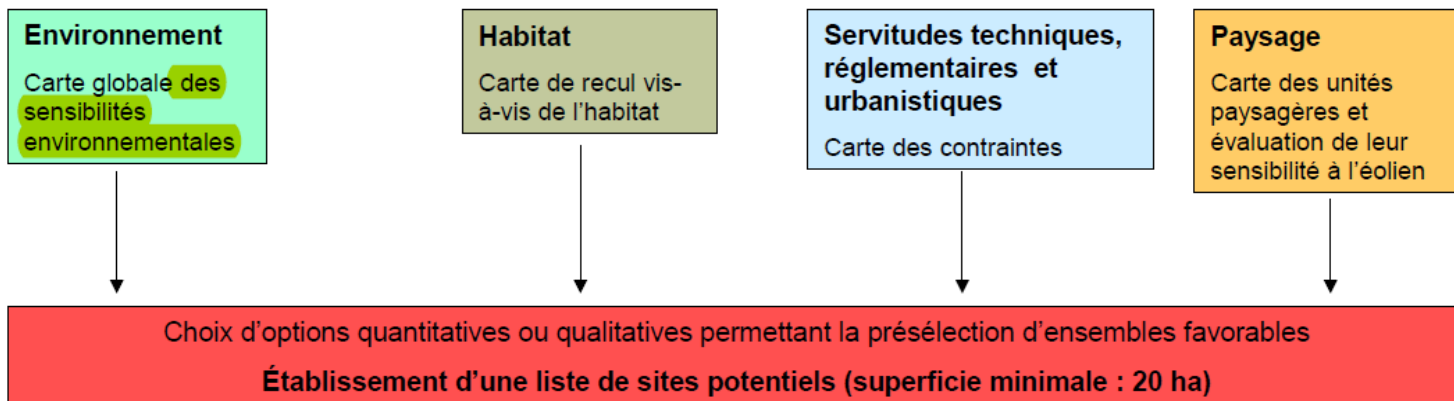 Environnement
Carte globale des
sensibilités
environnementales
Habitat
Carte de recul vis-
à-vis de l'habitat
Servitudes techniques,
réglementaires et
urbanistiques
Carte des contraintes
Paysage
Carte des unités
paysagères et
évaluation de leur
sensibilité à l'éolien
Choix d'options quantitatives ou qualitatives permettant la présélection d'ensembles favorables
Établissement d'une liste de sites potentiels (superficie minimale : 20 ha)